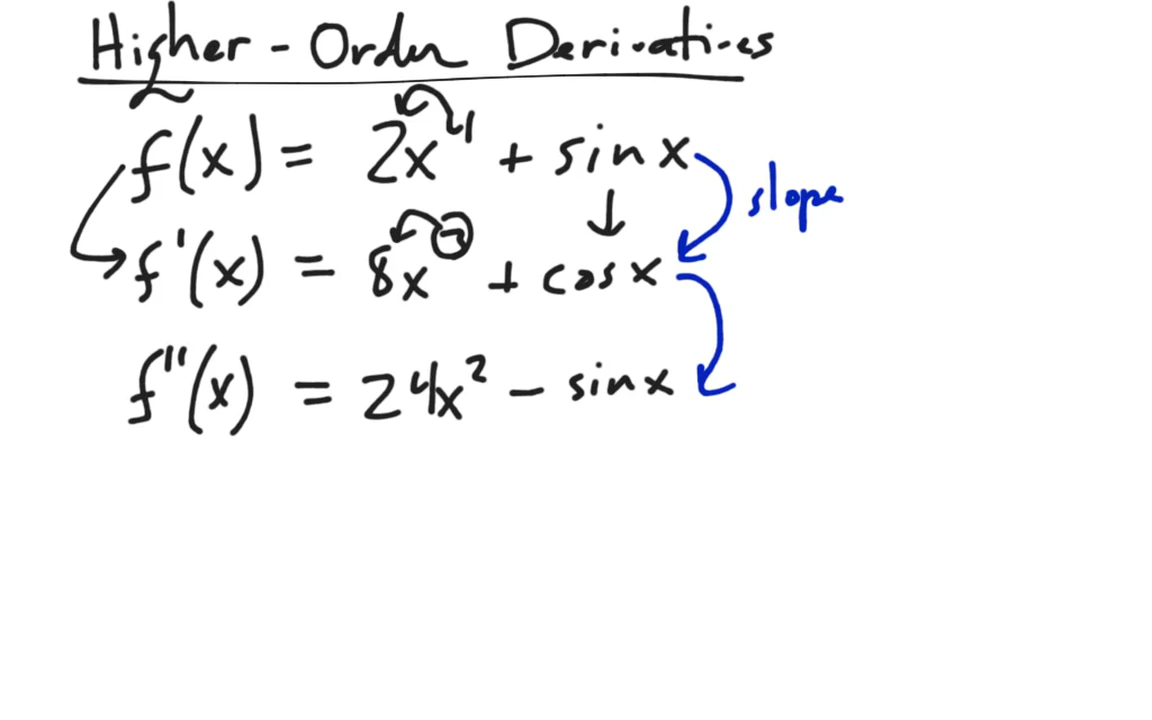 Higher-Order Derivatives
f(x) = 2x⁴ + sin x
slope
f'(x) = 8x³ + cos x
f''(x) = 24x² - sin x